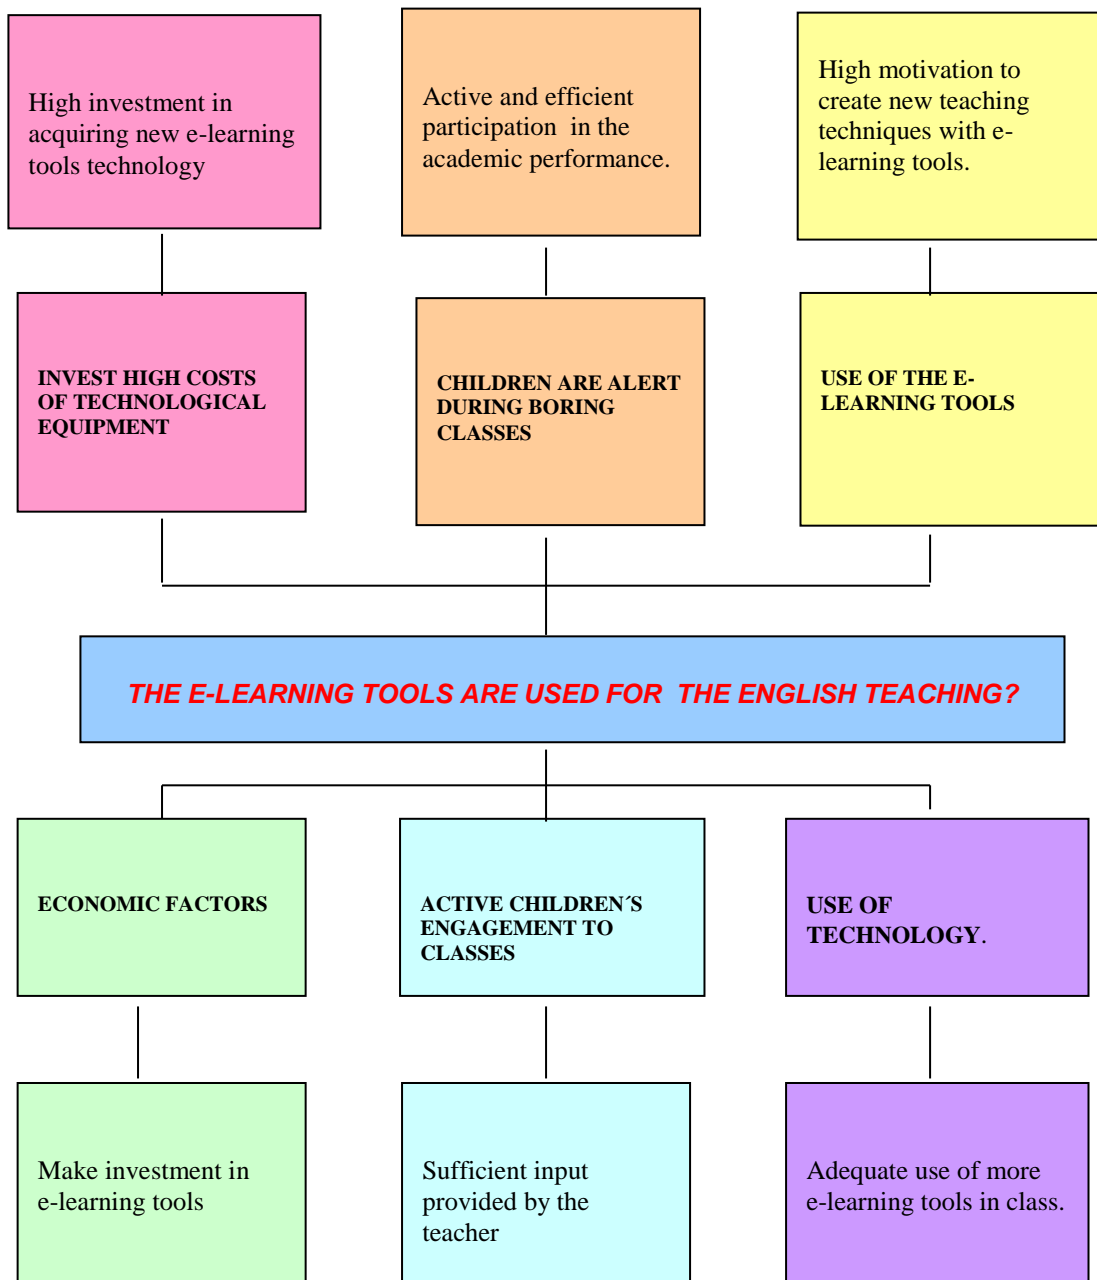 High investment in
acquiring new e-learning
tools technology
Active and efficient
participation in the
academic performance.
High motivation to
create new teaching
techniques with e-
learning tools.
INVEST HIGH COSTS
OF TECHNOLOGICAL
EQUIPMENT
CHILDREN ARE ALERT
DURING BORING
CLASSES
USE OF THE E-
LEARNING TOOLS
THE E-LEARNING TOOLS ARE USED FOR THE ENGLISH TEACHING?
ECONOMIC FACTORS
ACTIVE CHILDREN´S
ENGAGEMENT TO
CLASSES
USE OF
TECHNOLOGY.
Make investment in
e-learning tools
Sufficient input
provided by the
teacher
Adequate use of more
e-learning tools in class.